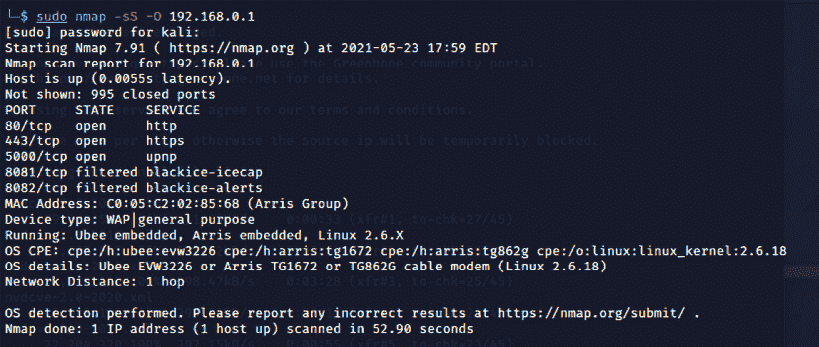 └─$ sudo nmap -sS -O 192.168.0.1
[sudo] password for kali:
Starting Nmap 7.91 ( https://nmap.org ) at 2021-05-23 17:59 EDT
Nmap scan report for 192.168.0.1
Host is up (0.0055s latency).
Not shown: 995 closed ports
PORT     STATE    SERVICE
80/tcp   open     http
443/tcp  open     https
5000/tcp open     upnp
8081/tcp filtered blackice-icecap
8082/tcp filtered blackice-alerts
MAC Address: C0:05:C2:02:85:68 (Arris Group)
Device type: WAP|general purpose
Running: Ubee embedded, Arris embedded, Linux 2.6.X
OS CPE: cpe:/h:ubee:evw3226 cpe:/h:arris:tg1672 cpe:/h:arris:tg862g cpe:/o:linux:linux_kernel:2.6.18
OS details: Ubee EVW3226 or Arris TG1672 or TG862G cable modem (Linux 2.6.18)
Network Distance: 1 hop
OS detection performed. Please report any incorrect results at https://nmap.org/submit/ .
Nmap done: 1 IP address (1 host up) scanned in 52.90 seconds